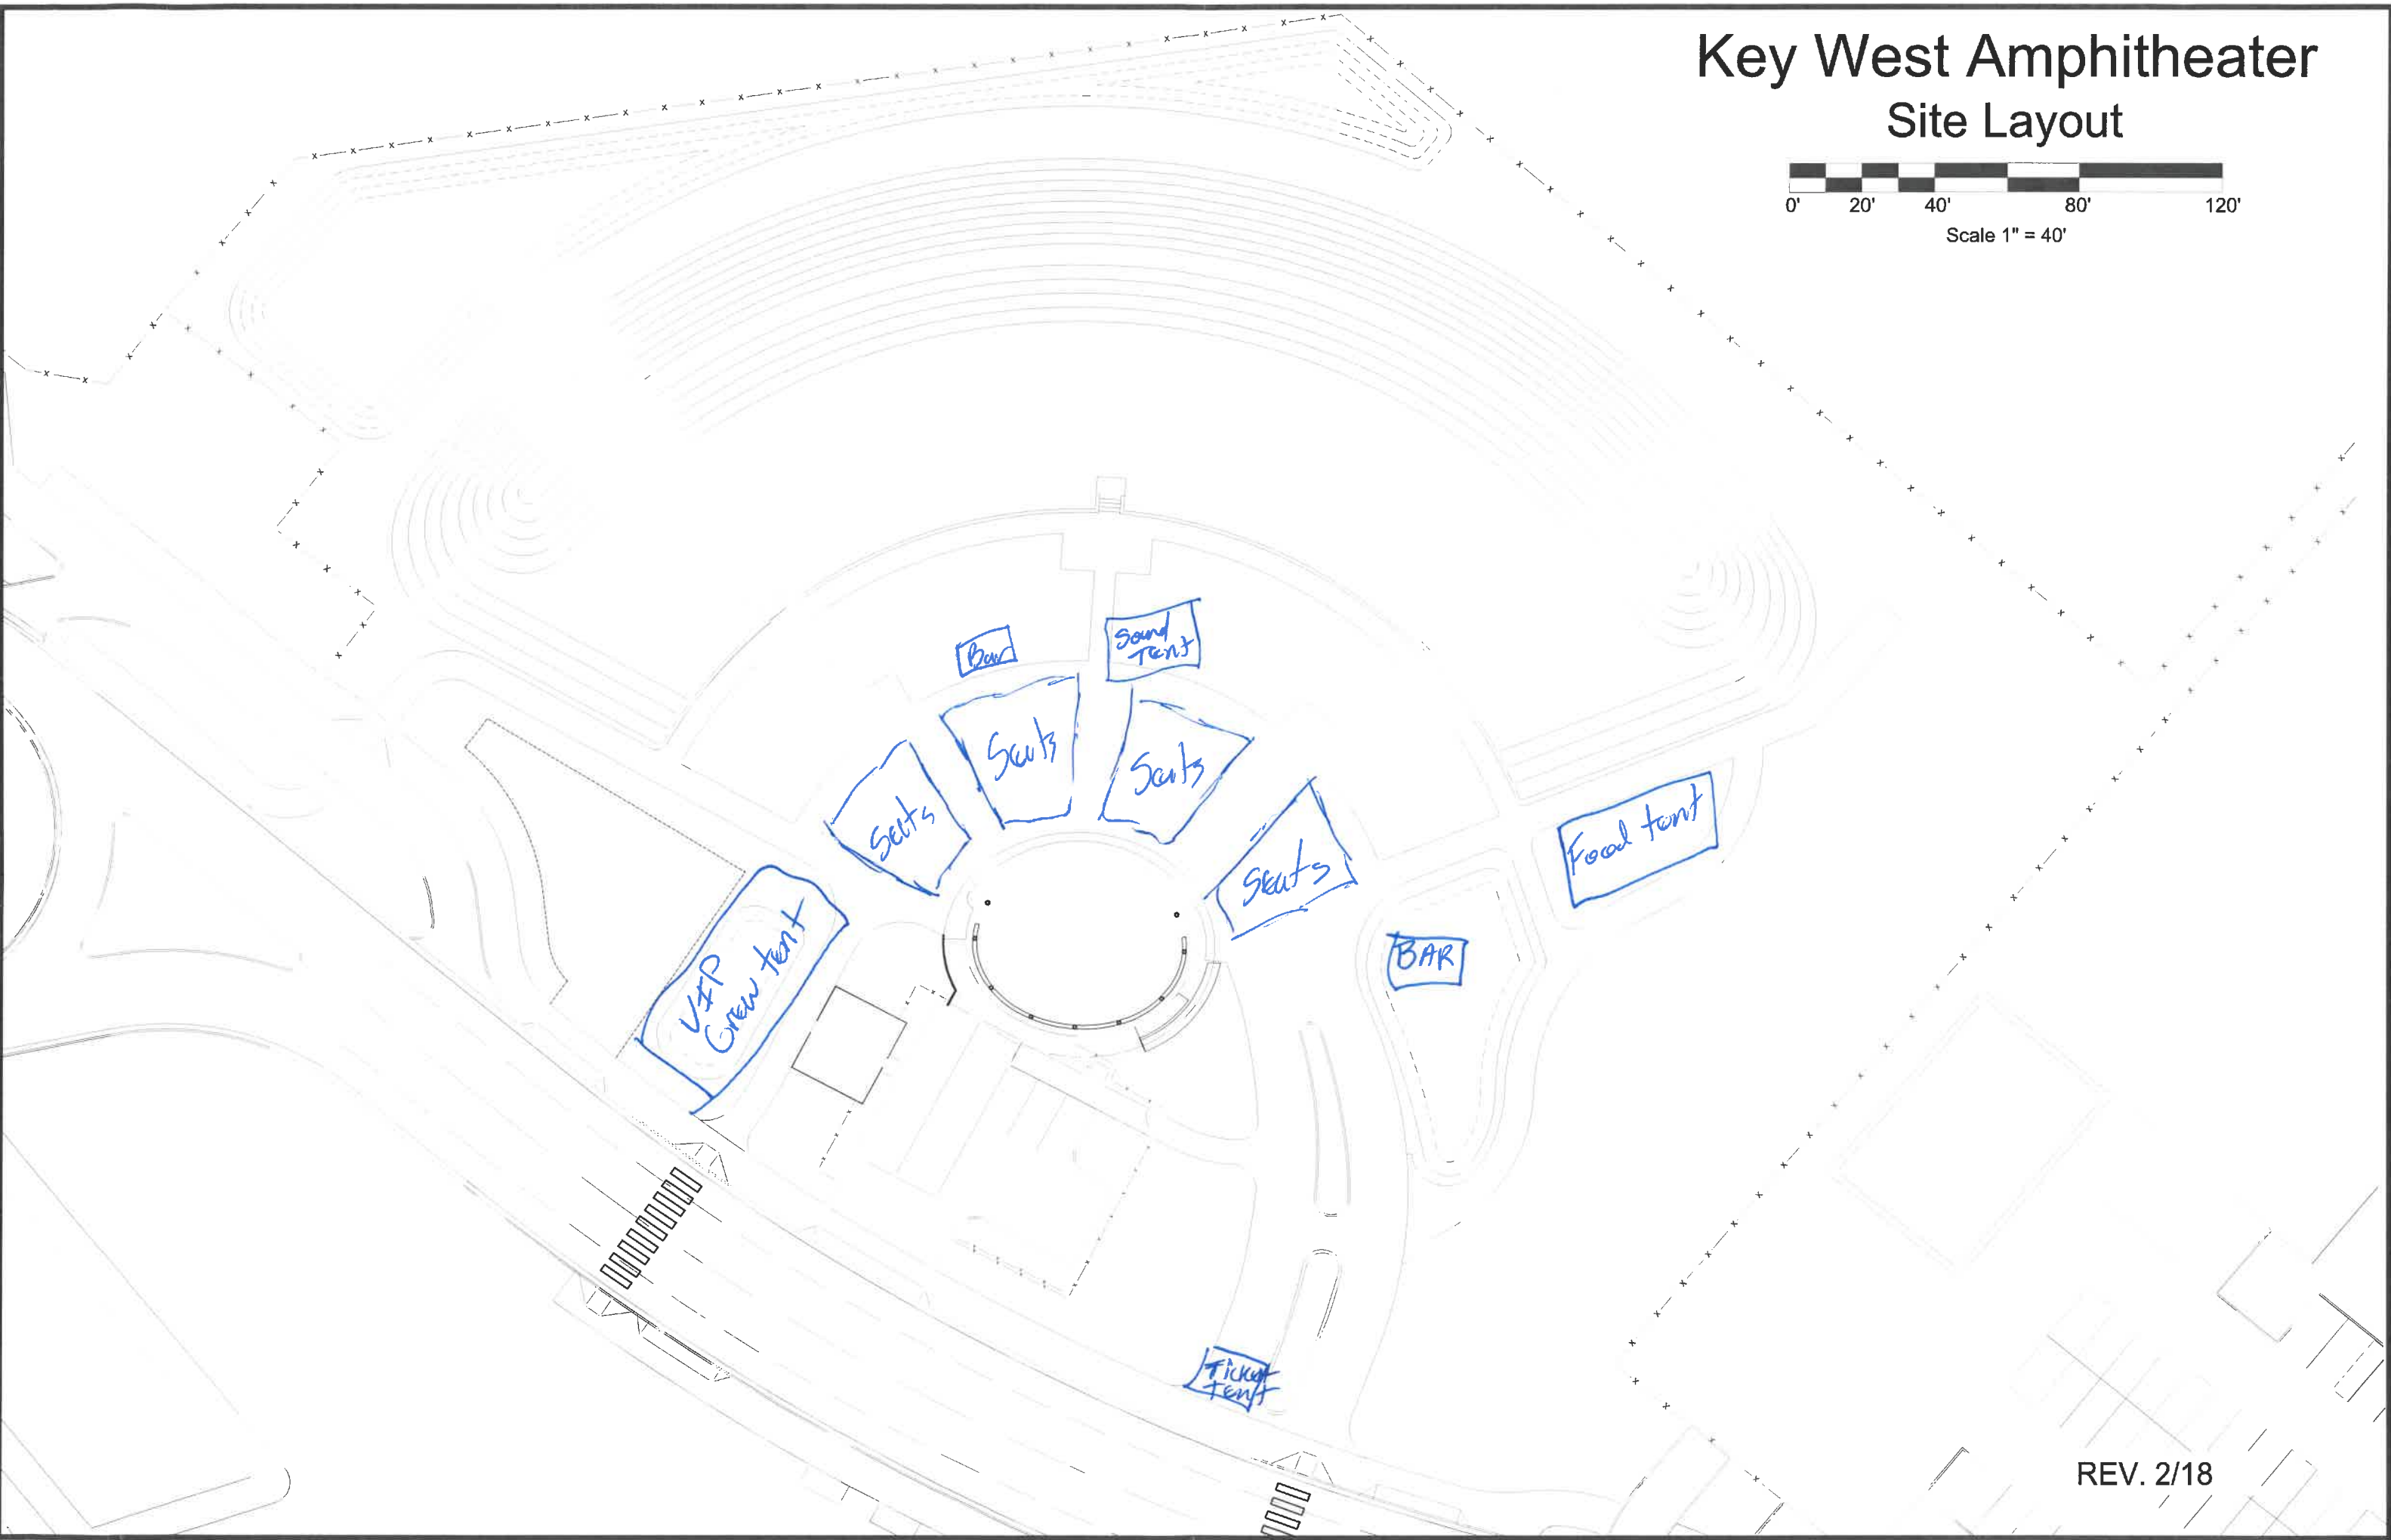 Key West Amphitheater
Site Layout
0' 20' 40' 80' 120'
Scale 1" = 40'
Bar
Sound
Tent
Seats
Seats
Seats
Seats
Food tent
BAR
VIP
Crew tent
Ticket
Tent
REV. 2/18